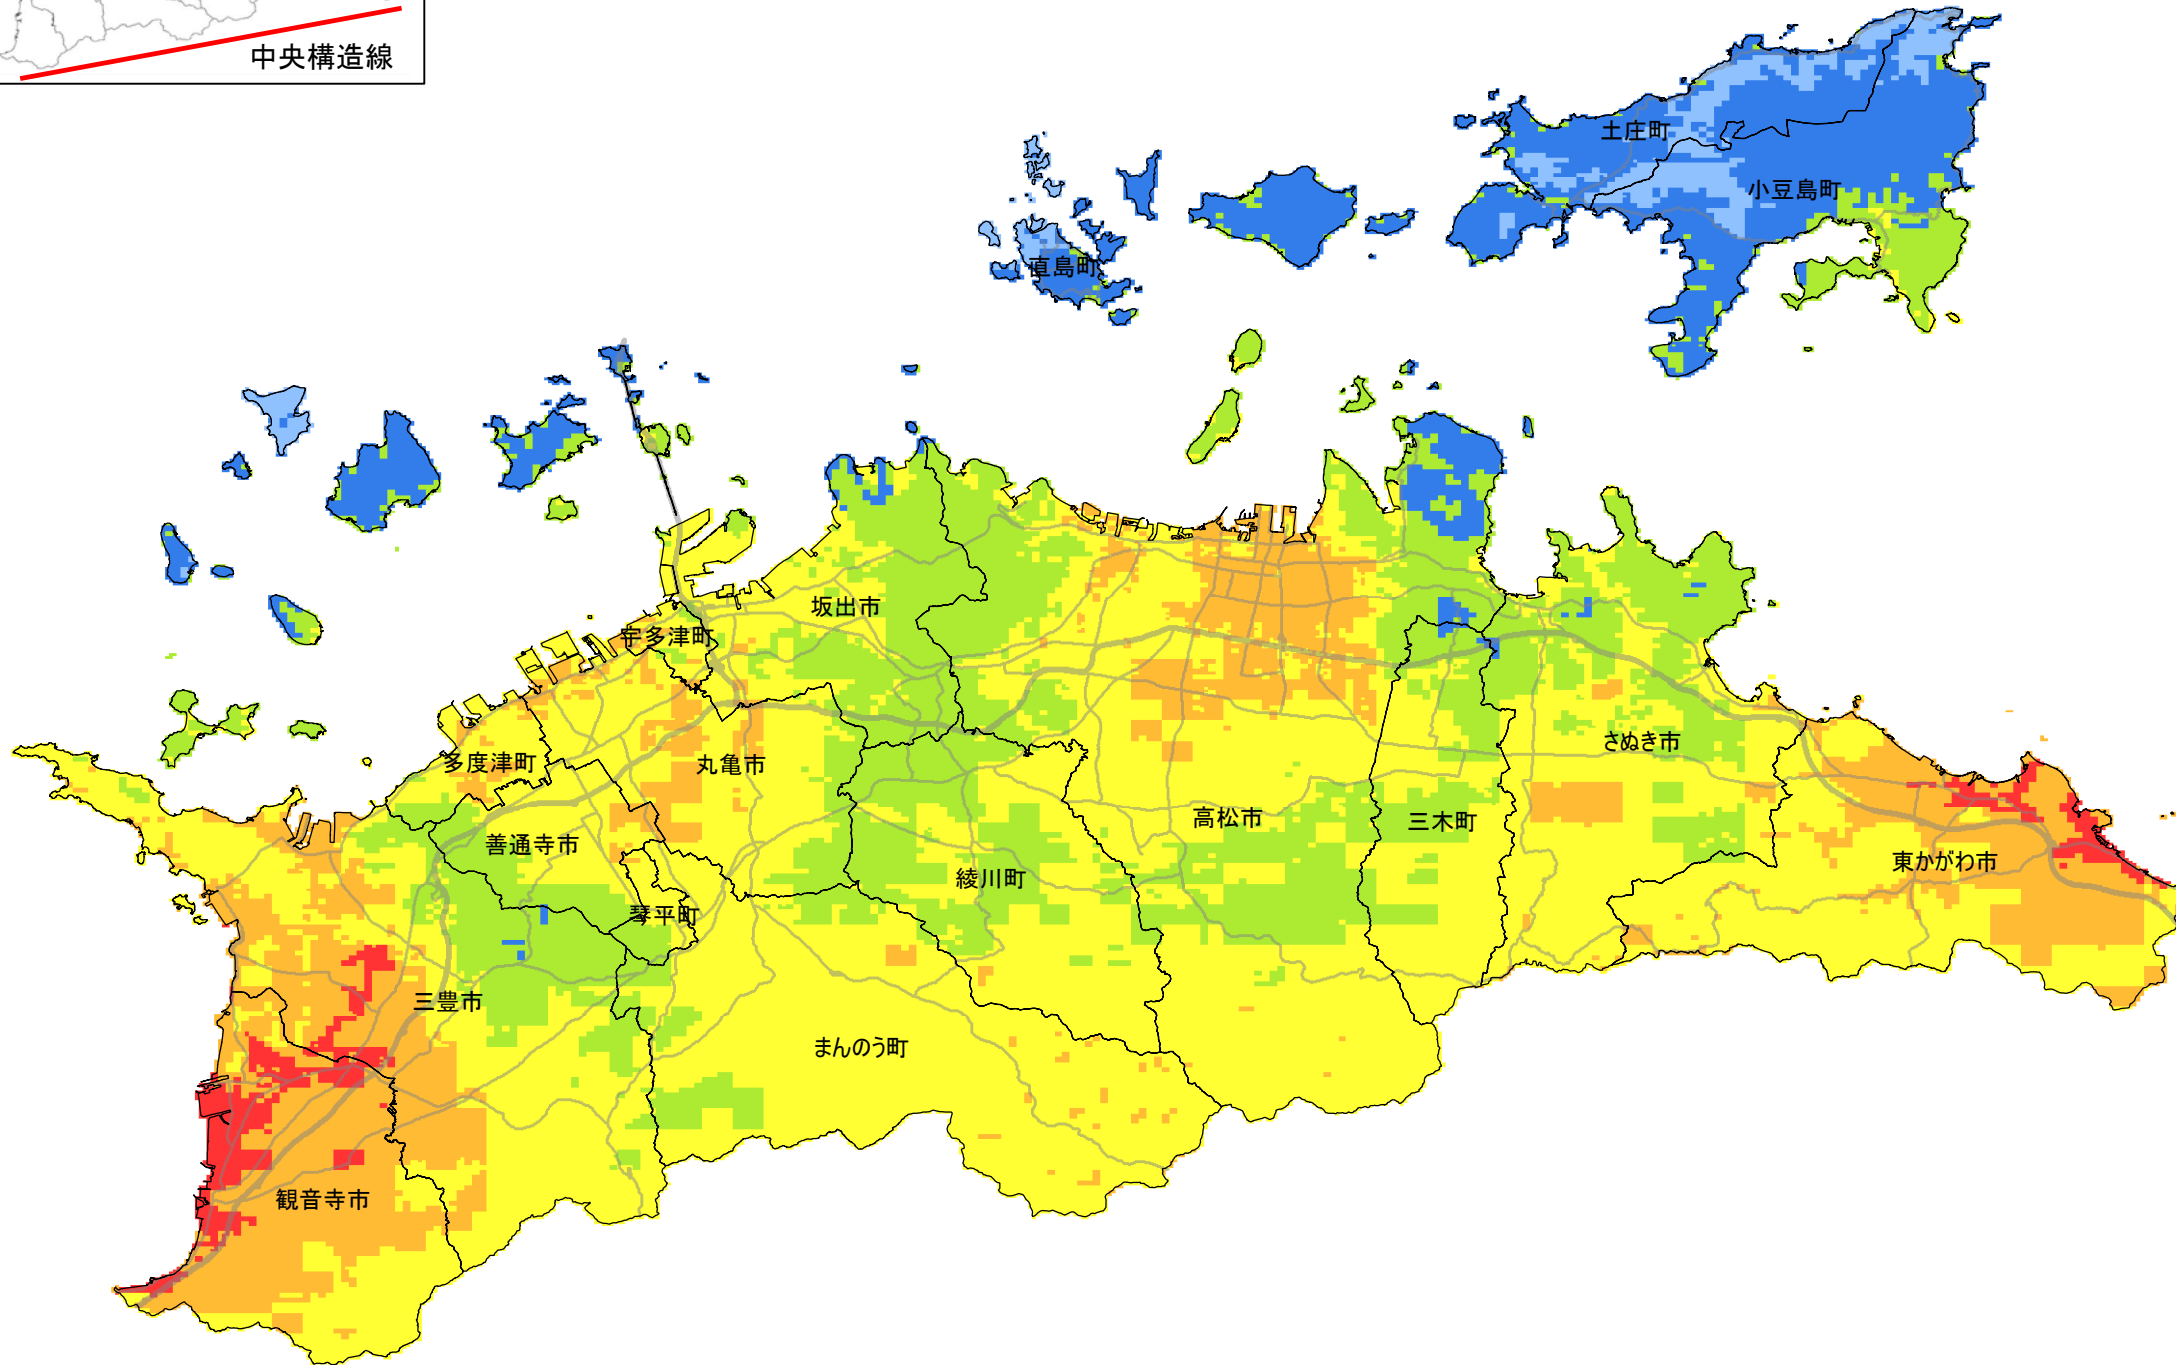 中央構造線
土庄町
小豆島町
直島町
坂出市
宇多津町
さぬき市
多度津町
丸亀市
高松市
三木町
善通寺市
綾川町
東かがわ市
琴平町
三豊市
まんのう町
観音寺市